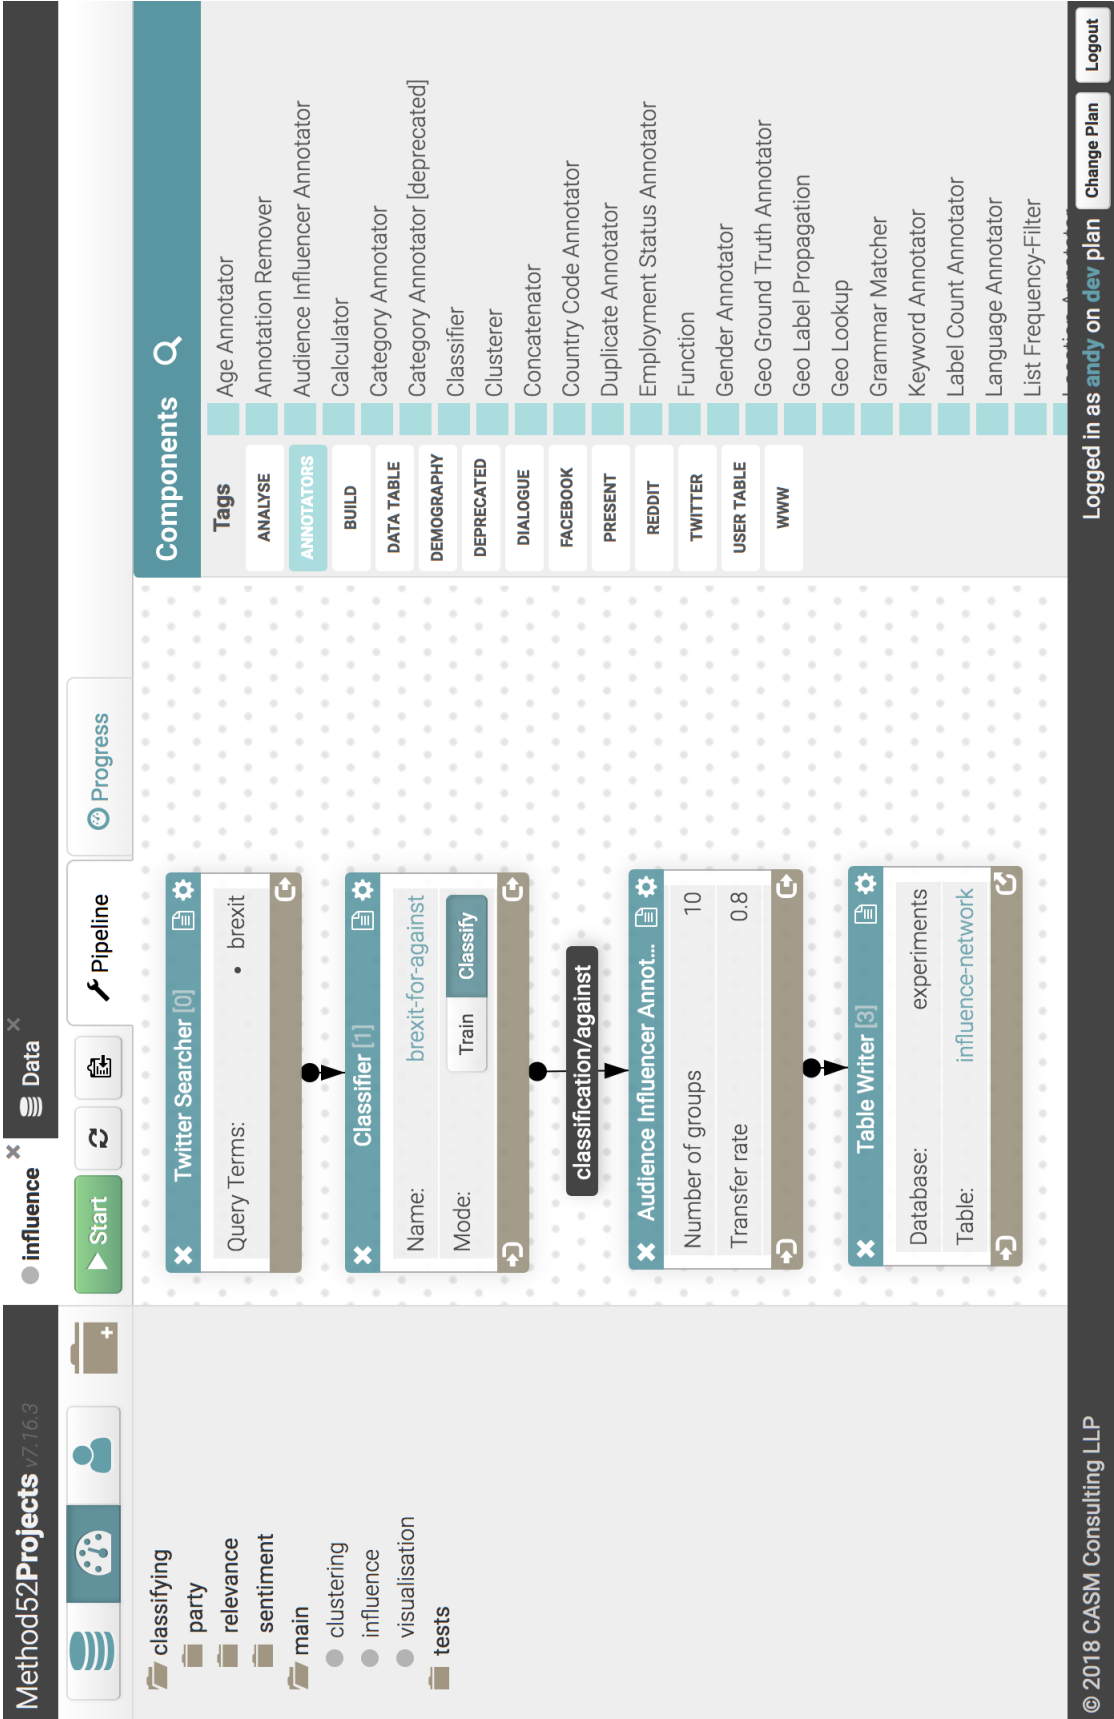 Method52Projects v7.16.3
influence
Data
Start
Pipeline
Progress
classifying
party
relevance
sentiment
main
clustering
influence
visualisation
tests
Twitter Searcher [0]
Query Terms:
• brexit
Classifier [1]
Name:
brexit-for-against
Mode:
Train
Classify
classification/against
Audience Influencer Annot...
Number of groups
10
Transfer rate
0.8
Table Writer [3]
Database:
experiments
Table:
influence-network
Components
Tags
ANALYSE
ANNOTATORS
BUILD
DATA TABLE
DEMOGRAPHY
DEPRECATED
DIALOGUE
FACEBOOK
PRESENT
REDDIT
TWITTER
USER TABLE
WWW
Age Annotator
Annotation Remover
Audience Influencer Annotator
Calculator
Category Annotator
Category Annotator [deprecated]
Classifier
Clusterer
Concatenator
Country Code Annotator
Duplicate Annotator
Employment Status Annotator
Function
Gender Annotator
Geo Ground Truth Annotator
Geo Label Propagation
Geo Lookup
Grammar Matcher
Keyword Annotator
Label Count Annotator
Language Annotator
List Frequency-Filter
© 2018 CASM Consulting LLP
Logged in as andy on dev plan
Change Plan
Logout